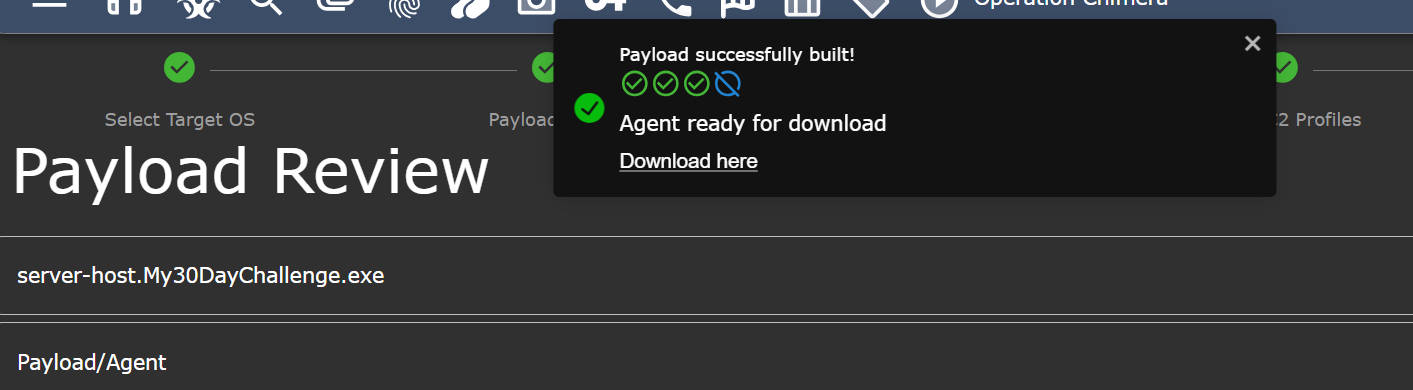 Operation Chimera
Payload successfully built!
Agent ready for download
Download here
Select Target OS
Payload
2 Profiles
Payload Review
server-host.My30DayChallenge.exe
Payload/Agent